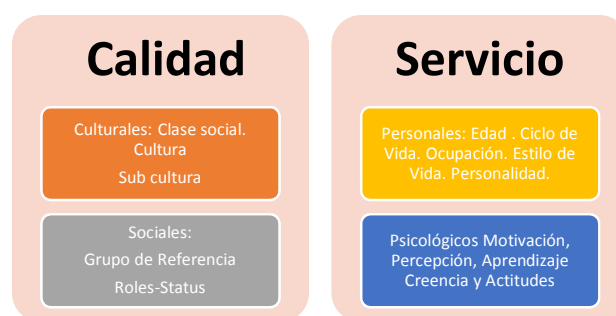 Calidad
Culturales: Clase social.
Cultura
Sub cultura
Sociales:
Grupo de Referencia
Roles-Status
Servicio
Personales: Edad . Ciclo de
Vida. Ocupación. Estilo de
Vida. Personalidad.
Psicológicos Motivación,
Percepción, Aprendizaje
Creencia y Actitudes